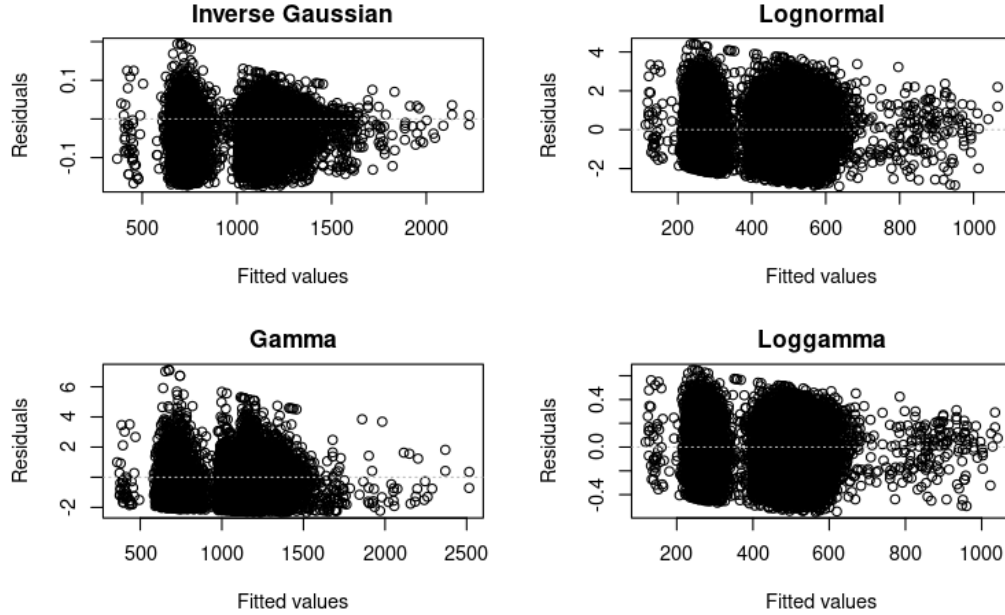 Inverse Gaussian
Residuals
0.1
-0.1
500 1000 1500 2000
Fitted values
Lognormal
Residuals
4
2
0
-2
200 400 600 800 1000
Fitted values
Gamma
Residuals
6
4
2
-2
500 1000 1500 2000 2500
Fitted values
Loggamma
Residuals
0.4
0.0
-0.4
200 400 600 800 1000
Fitted values